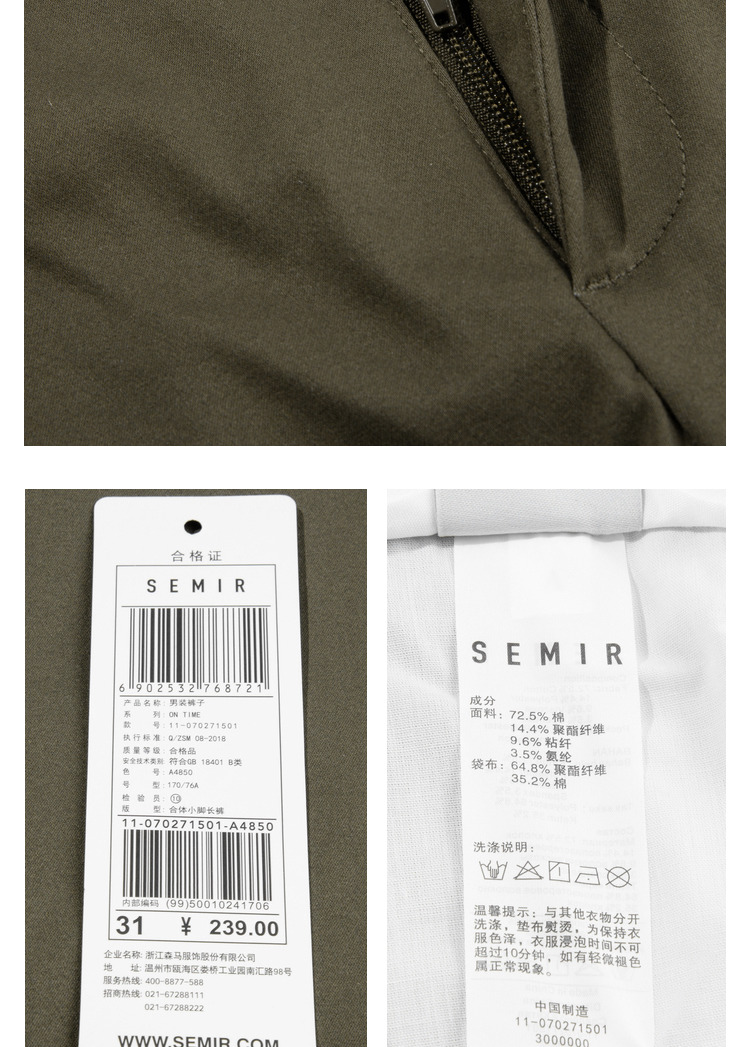 合格证
SEMIR
6 902532 768721
产品名称: 男装裤子
系 列: ON TIME
款 号: 11-070271501
执行标准: Q/ZSM 08-2018
质量等级: 合格品
安全技术类别 符合GB 18401 B类
色 号: A4850
号 型: 170/76A
检 验 员: ⑩
版 型: 合体小脚长裤
11-070271501-A4850
内部编码 (99)50010241706
31 ¥ 239.00
企业名称: 浙江森马服饰股份有限公司
地 址: 温州市瓯海区娄桥工业园南汇路98号
服务热线: 400-8877-588
招商热线: 021-67288111
021-67288222
WWW.SEMIR.COM
SEMIR
成分
面料: 72.5% 棉
14.4% 聚酯纤维
9.6% 粘纤
3.5% 氨纶
袋布: 64.8% 聚酯纤维
35.2% 棉
洗涤说明:
温馨提示: 与其他衣物分开
洗涤, 垫布熨烫, 为保持衣
服色泽, 衣服浸泡时间不可
超过10分钟, 如有轻微褪色
属正常现象。
中国制造
11-070271501
3000000